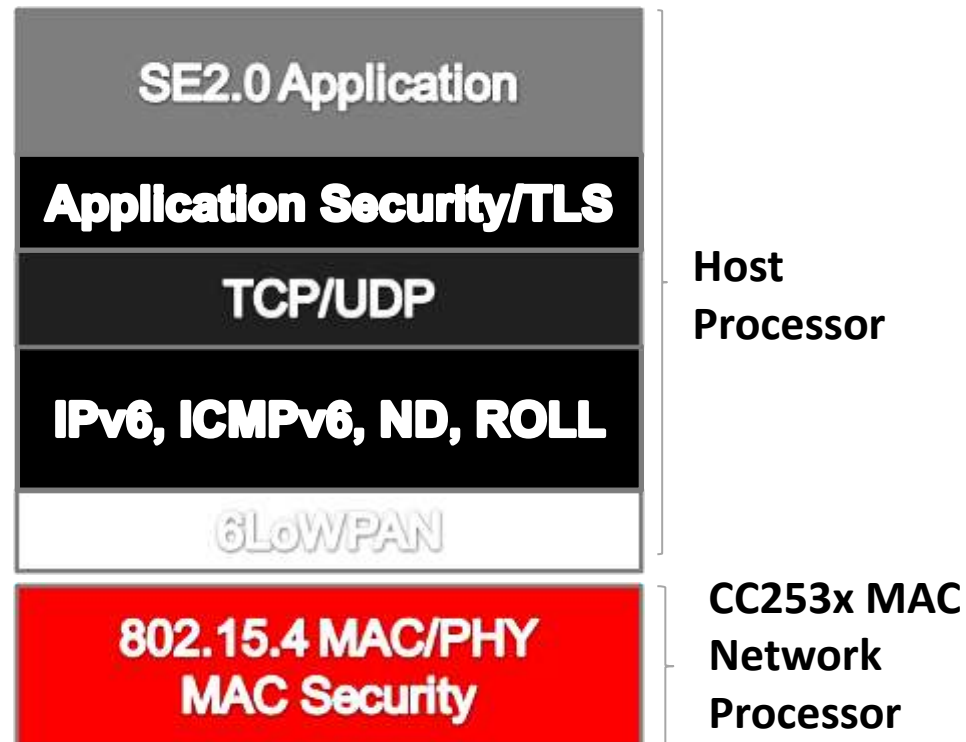 SE2.0 Application
Application Security/TLS
TCP/UDP
IPv6, ICMPv6, ND, ROLL
6LoWPAN
Host
Processor
802.15.4 MAC/PHY
MAC Security
CC253x MAC
Network
Processor